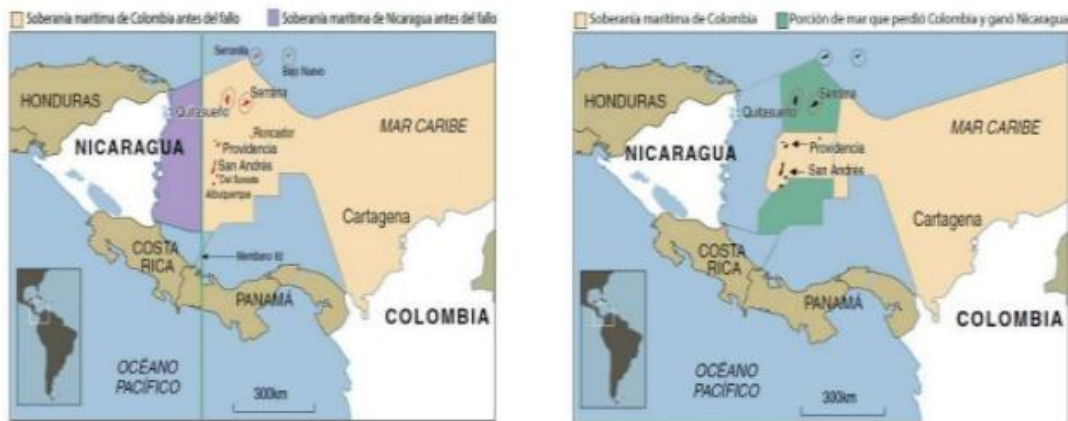 Soberanía marítima de Colombia antes del fallo
Soberanía marítima de Nicaragua antes del fallo
Serranilla
Bajo Nuevo
HONDURAS
Quitasueño
Serrana
MAR CARIBE
NICARAGUA
Roncador
Providencia
San Andrés
Del Sureste
Alburquerque
Cartagena
COSTA
RICA
Meridiano 82
PANAMÁ
COLOMBIA
OCÉANO
PACÍFICO
300km
Soberanía marítima de Colombia
Porción de mar que perdió Colombia y ganó Nicaragua
HONDURAS
Quitasueño
Serrana
MAR CARIBE
NICARAGUA
Providencia
San Andrés
Cartagena
COSTA
RICA
PANAMÁ
COLOMBIA
OCÉANO
PACÍFICO
300km